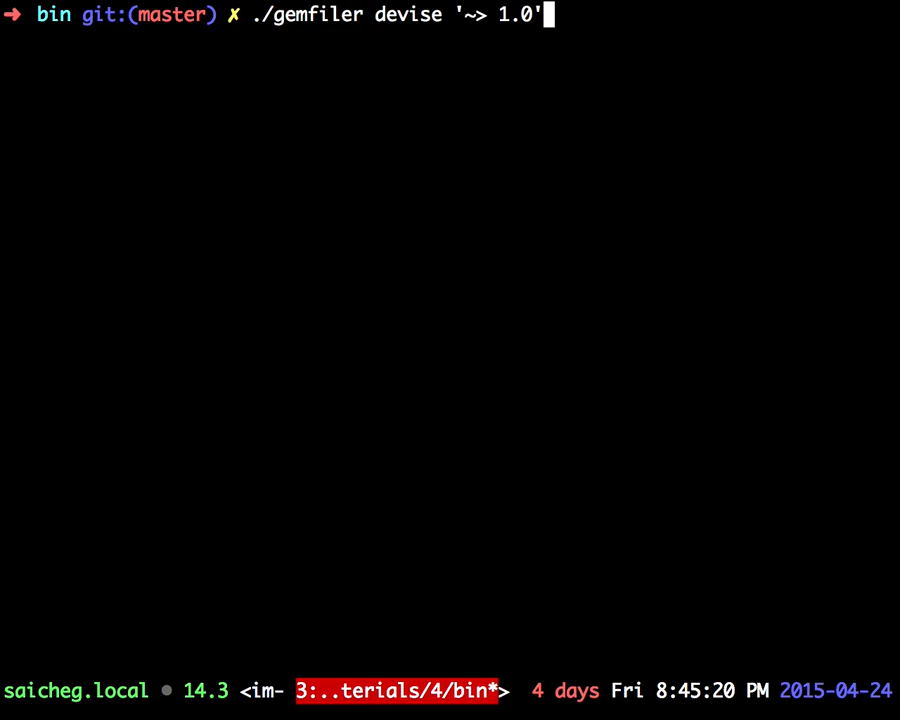 ➜ bin git:(master) ✗ ./gemfiler devise '~> 1.0'
saicheg.local ● 14.3 <im- 3:..terials/4/bin*> 4 days Fri 8:45:20 PM 2015-04-24